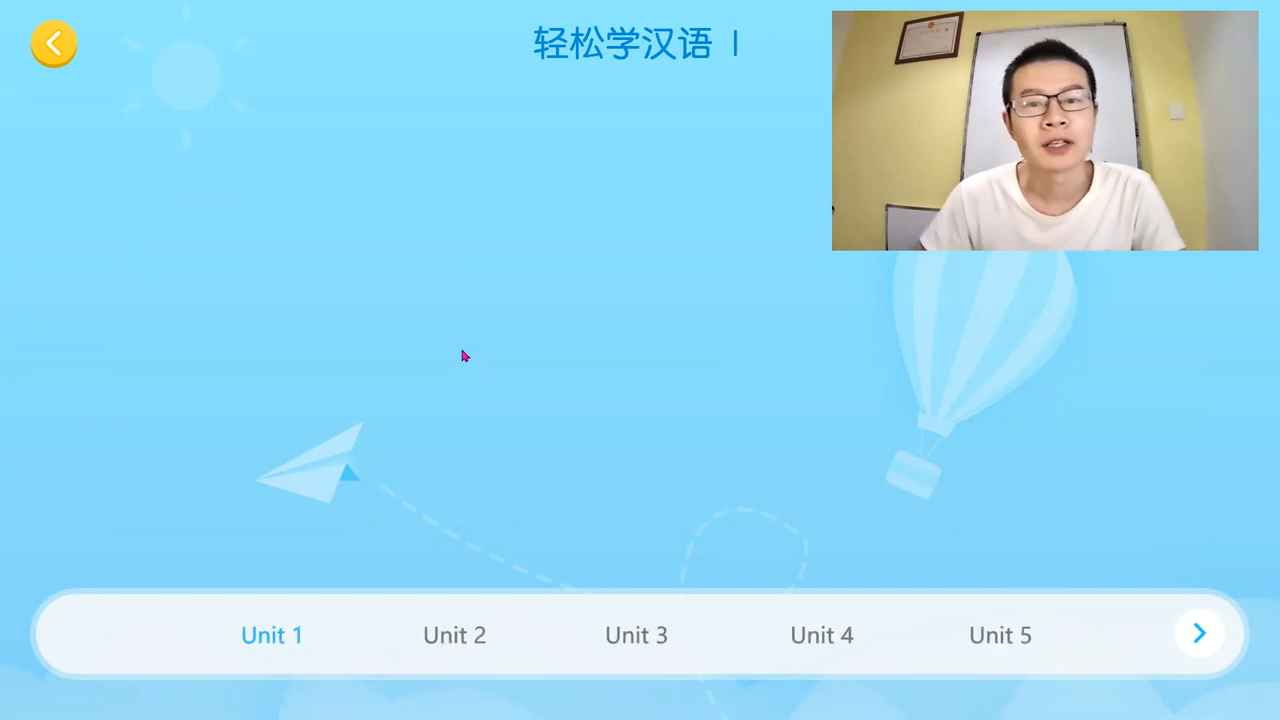 轻松学汉语 I
Unit 1
Unit 2
Unit 3
Unit 4
Unit 5